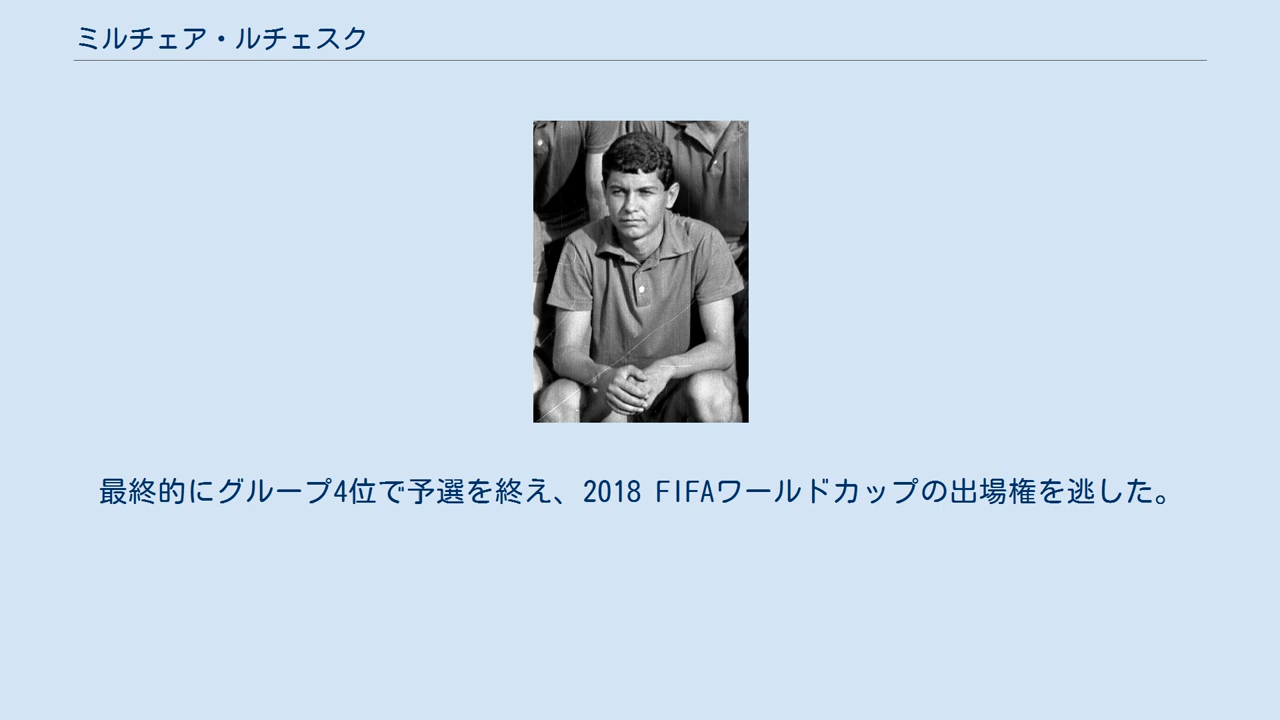 ミルチェア・ルチェスク
最終的にグループ4位で予選を終え、2018 FIFAワールドカップの出場権を逃した。